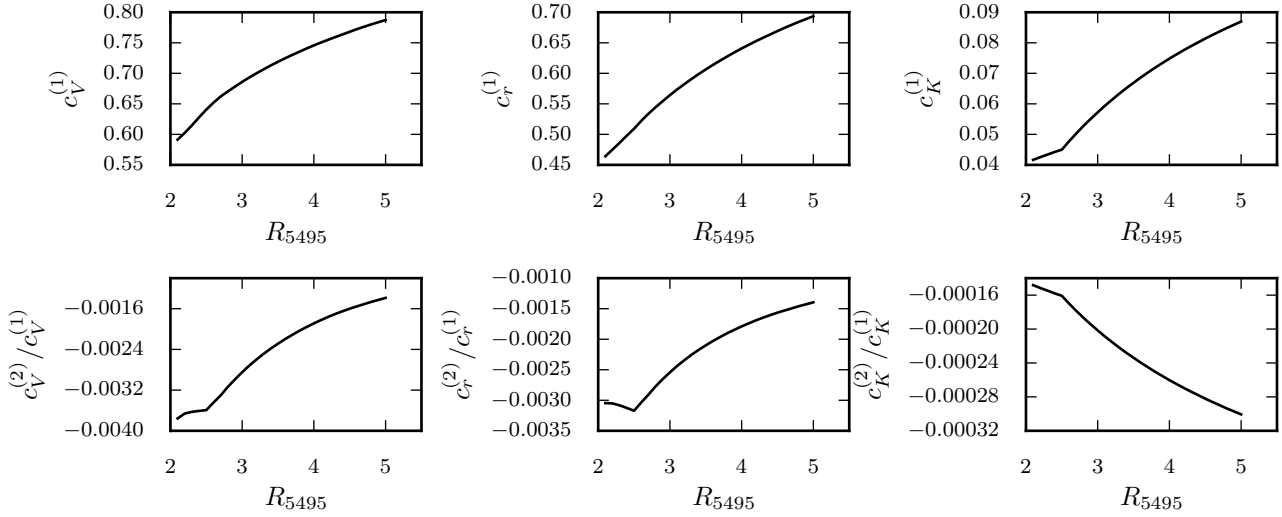 0.80
0.75
0.70
0.65
0.60
0.55
c_V^{(1)}
2 3 4 5
R_{5495}
0.70
0.65
0.60
0.55
0.50
0.45
c_r^{(1)}
2 3 4 5
R_{5495}
0.09
0.08
0.07
0.06
0.05
0.04
c_K^{(1)}
2 3 4 5
R_{5495}
−0.0016
−0.0024
−0.0032
−0.0040
c_V^{(2)}/c_V^{(1)}
2 3 4 5
R_{5495}
−0.0010
−0.0015
−0.0020
−0.0025
−0.0030
−0.0035
c_r^{(2)}/c_r^{(1)}
2 3 4 5
R_{5495}
−0.00016
−0.00020
−0.00024
−0.00028
−0.00032
c_K^{(2)}/c_K^{(1)}
2 3 4 5
R_{5495}